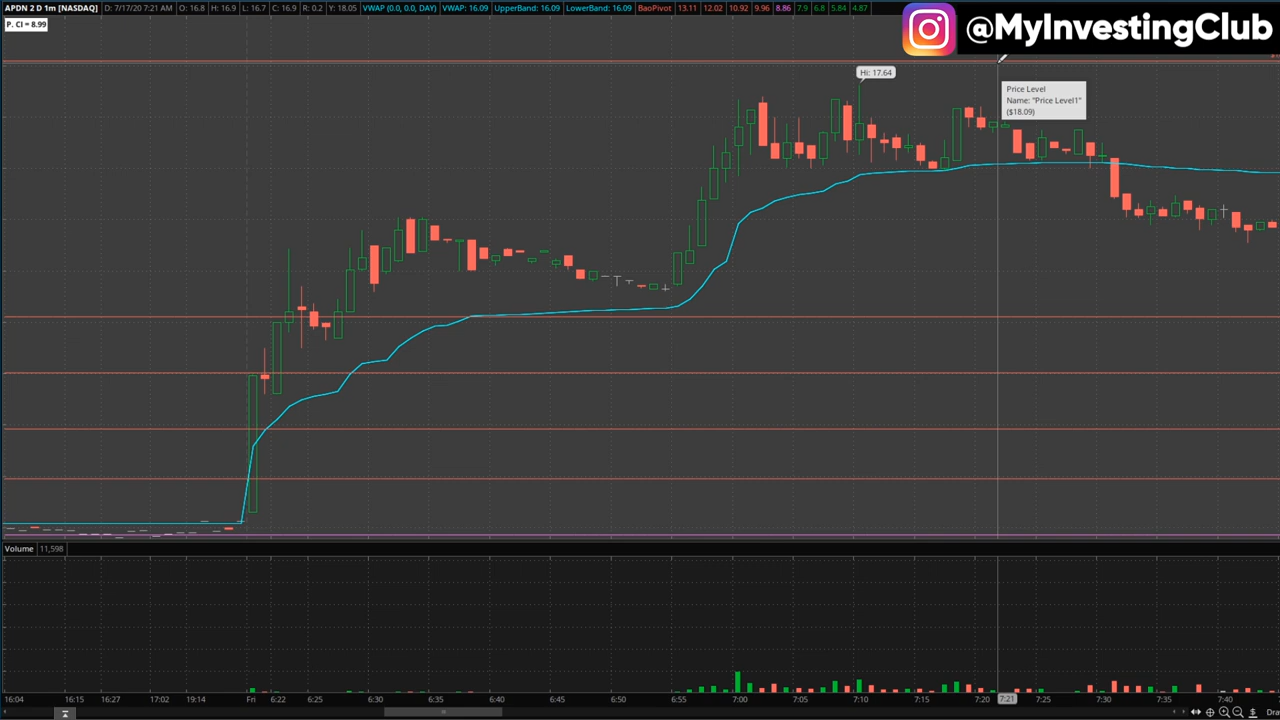 APDN 2 D 1m [NASDAQ] D: 7/17/20 7:21 AM O: 16.8 H: 16.9 L: 16.7 C: 16.9 R: 0.2 Y: 18.05 VWAP (0.0, 0.0, DAY) VWAP: 16.09 UpperBand: 16.09 LowerBand: 16.09 BaoPivot 13.11 12.02 10.92 9.96 8.86 7.9 6.8 5.84 4.87
P. Cl = 8.99
@MyInvestingClub
Hi: 17.64
Price Level
Name: "Price Level1"
($18.09)
Volume 11,598
16:04 16:15 16:27 17:02 19:14 Fri 6:22 6:25 6:30 6:35 6:40 6:45 6:50 6:55 7:00 7:05 7:10 7:15 7:20 7:21 7:25 7:30 7:35 7:40
$ Dra